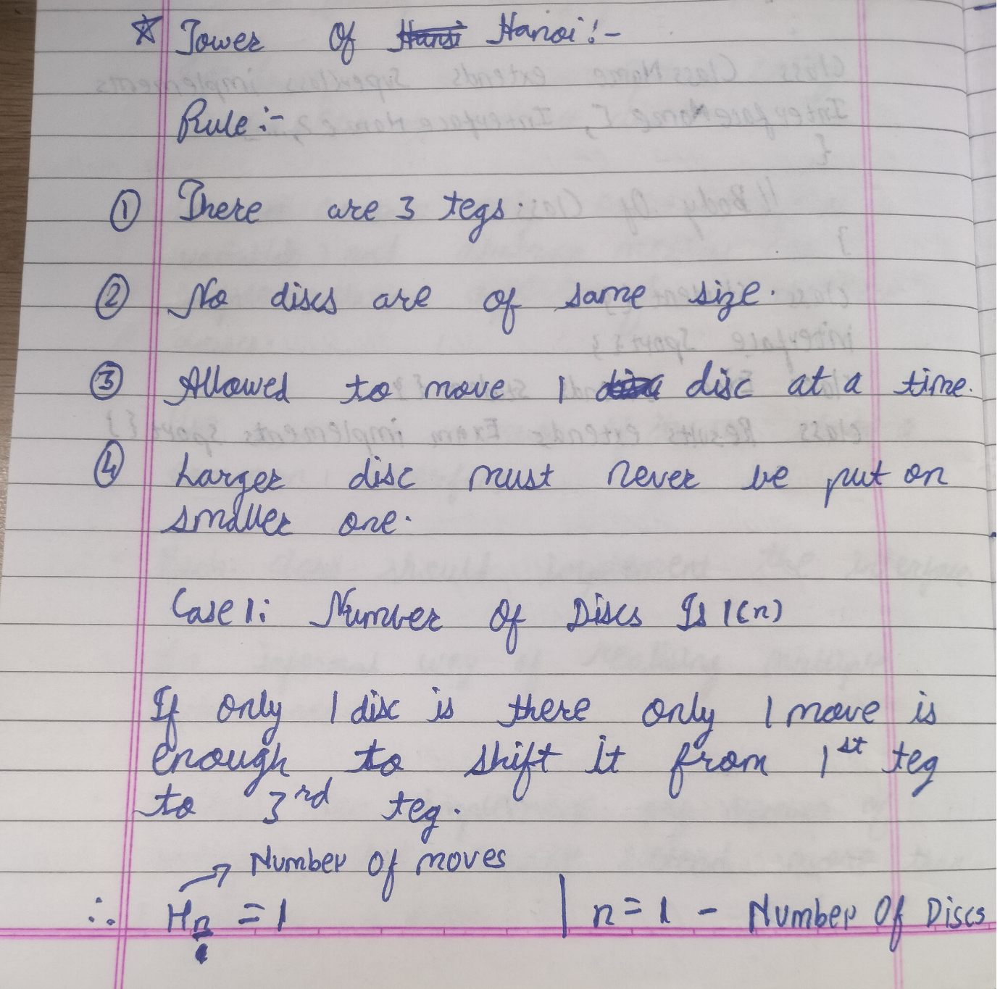 ☆ Tower Of Hanoi:-
Rule:-
① There are 3 tegs.
② No discs are of same size.
③ Allowed to move 1 disc at a time.
④ Larger disc must never be put on
smaller one.
Case 1: Number Of Discs Is 1(n)
If only 1 disc is there only 1 move is
enough to shift it from 1st teg
to 3rd teg.
→ Number Of moves
∴ Hn = 1 | n = 1 - Number Of Discs